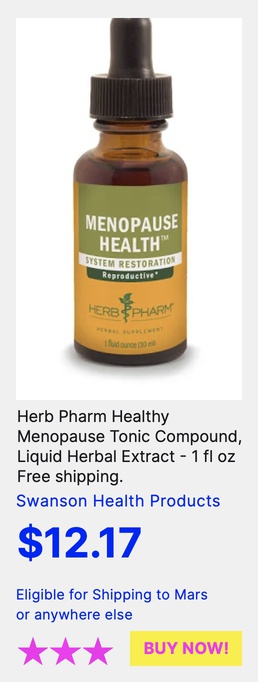 MENOPAUSE
HEALTH™
SYSTEM RESTORATION
Reproductive*
HERB PHARM®
HERBAL SUPPLEMENT
1 fluid ounce (30 ml)
Herb Pharm Healthy
Menopause Tonic Compound,
Liquid Herbal Extract - 1 fl oz
Free shipping.
Swanson Health Products
$12.17
Eligible for Shipping to Mars
or anywhere else
BUY NOW!